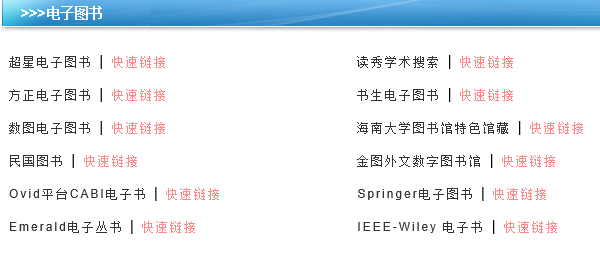 >>>电子图书
超星电子图书 | 快速链接 读秀学术搜索 | 快速链接
方正电子图书 | 快速链接 书生电子图书 | 快速链接
数图电子图书 | 快速链接 海南大学图书馆特色馆藏 | 快速链接
民国图书 | 快速链接 金图外文数字图书馆 | 快速链接
Ovid平台CABI电子书 | 快速链接 Springer电子图书 | 快速链接
Emerald电子丛书 | 快速链接 IEEE-Wiley 电子书 | 快速链接